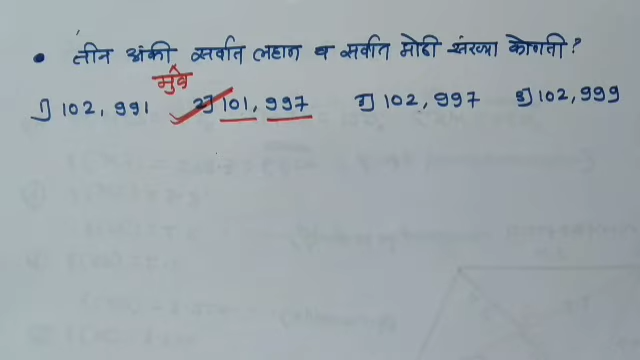 • तीन अंकी सर्वात लहान व सर्वात मोठी संख्या कोणती?
मुळ
1) 102, 991 2) 101, 997 3) 102, 997 4) 102, 999